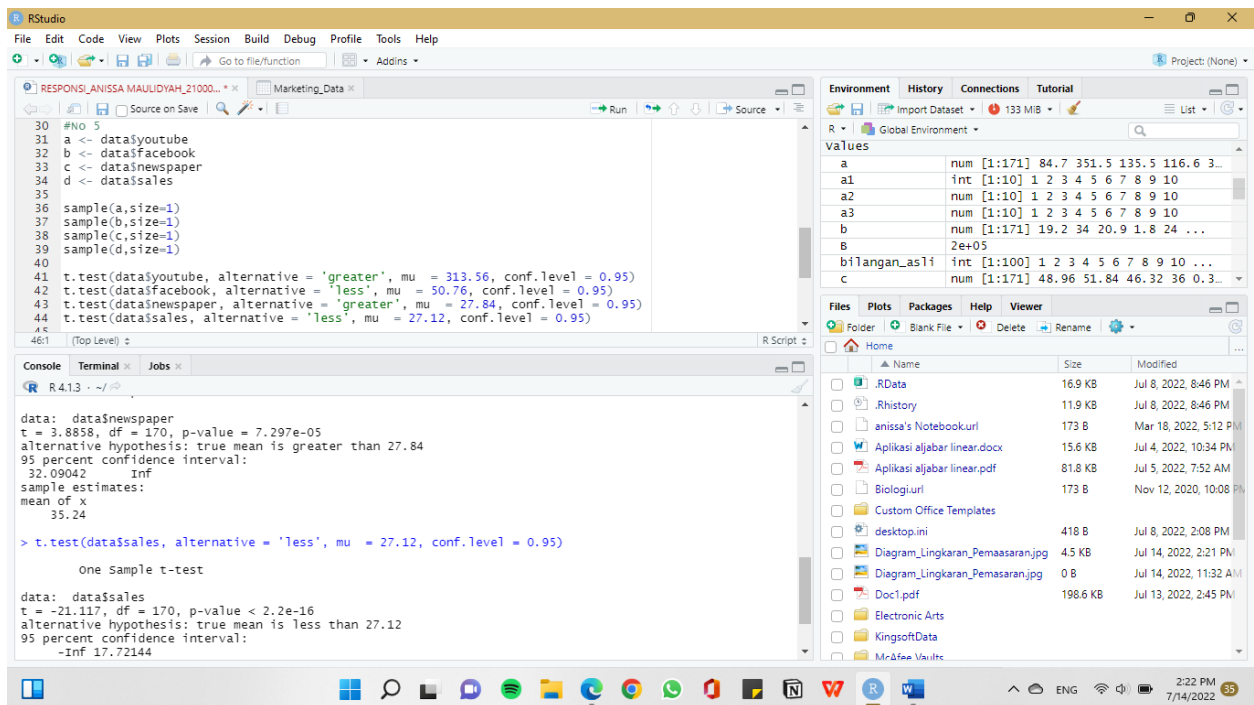 RStudio
File Edit Code View Plots Session Build Debug Profile Tools Help
Go to file/function Addins Project: (None)
RESPONSI_ANISSA MAULIDYAH_21000... * Marketing_Data
Source on Save Run Source
30 #No 5
31 a <- data$youtube
32 b <- data$facebook
33 c <- data$newspaper
34 d <- data$sales
35
36 sample(a,size=1)
37 sample(b,size=1)
38 sample(c,size=1)
39 sample(d,size=1)
40
41 t.test(data$youtube, alternative = 'greater', mu  = 313.56, conf.level = 0.95)
42 t.test(data$facebook, alternative = 'less', mu  = 50.76, conf.level = 0.95)
43 t.test(data$newspaper, alternative = 'greater', mu  = 27.84, conf.level = 0.95)
44 t.test(data$sales, alternative = 'less', mu  = 27.12, conf.level = 0.95)
45
46:1 (Top Level) R Script
Console Terminal Jobs
R 4.1.3 · ~/
data:  data$newspaper
t = 3.8858, df = 170, p-value = 7.297e-05
alternative hypothesis: true mean is greater than 27.84
95 percent confidence interval:
32.09042 Inf
sample estimates:
mean of x
35.24
> t.test(data$sales, alternative = 'less', mu  = 27.12, conf.level = 0.95)
One Sample t-test
data:  data$sales
t = -21.117, df = 170, p-value < 2.2e-16
alternative hypothesis: true mean is less than 27.12
95 percent confidence interval:
-Inf 17.72144
Environment History Connections Tutorial
Import Dataset 133 MiB List
R Global Environment
Values
a num [1:171] 84.7 351.5 135.5 116.6 3...
a1 int [1:10] 1 2 3 4 5 6 7 8 9 10
a2 num [1:10] 1 2 3 4 5 6 7 8 9 10
a3 num [1:10] 1 2 3 4 5 6 7 8 9 10
b num [1:171] 19.2 34 20.9 1.8 24 ...
B 2e+05
bilangan_asli int [1:100] 1 2 3 4 5 6 7 8 9 10 ...
c num [1:171] 48.96 51.84 46.32 36 0.3...
Files Plots Packages Help Viewer
Folder Blank File Delete Rename
Home
Name Size Modified
.RData 16.9 KB Jul 8, 2022, 8:46 PM
.Rhistory 11.9 KB Jul 8, 2022, 8:46 PM
anissa's Notebook.url 173 B Mar 18, 2022, 5:12 PM
Aplikasi aljabar linear.docx 15.6 KB Jul 4, 2022, 10:34 PM
Aplikasi aljabar linear.pdf 81.8 KB Jul 5, 2022, 7:52 AM
Biologi.url 173 B Nov 12, 2020, 10:08 PM
Custom Office Templates
desktop.ini 418 B Jul 8, 2022, 2:08 PM
Diagram_Lingkaran_Pemaasaran.jpg 4.5 KB Jul 14, 2022, 2:21 PM
Diagram_Lingkaran_Pemasaran.jpg 0 B Jul 14, 2022, 11:32 AM
Doc1.pdf 198.6 KB Jul 13, 2022, 2:45 PM
Electronic Arts
KingsoftData
McAfee Vaults
ENG 2:22 PM
7/14/2022 35